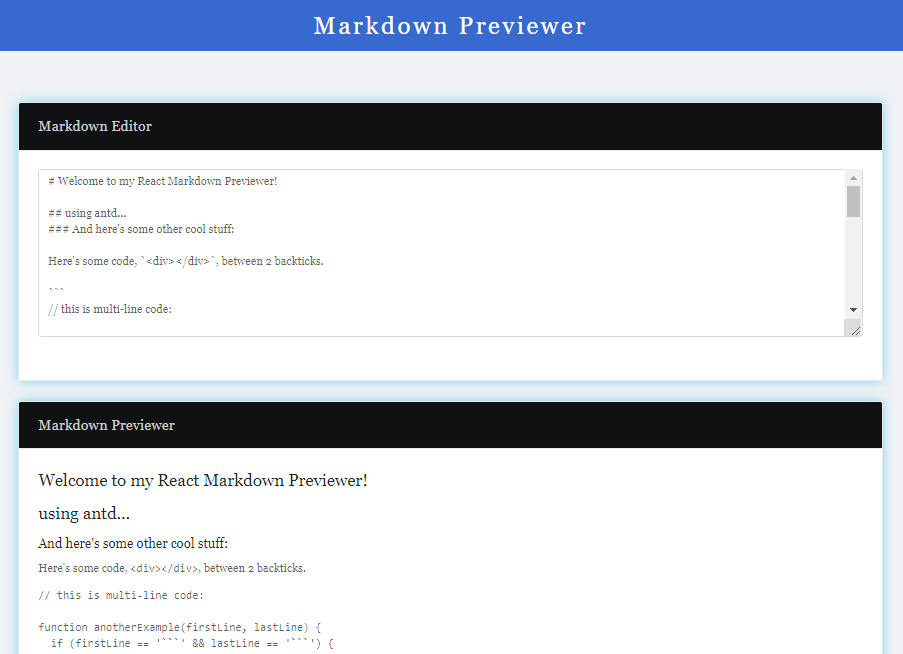 Markdown Previewer
Markdown Editor
# Welcome to my React Markdown Previewer!
## using antd...
### And here's some other cool stuff:
Here's some code, `<div></div>`, between 2 backticks.
```
// this is multi-line code:
Markdown Previewer
Welcome to my React Markdown Previewer!
using antd...
And here's some other cool stuff:
Here's some code, <div></div>, between 2 backticks.
// this is multi-line code:
function anotherExample(firstLine, lastLine) {
  if (firstLine == '```' && lastLine == '```') {